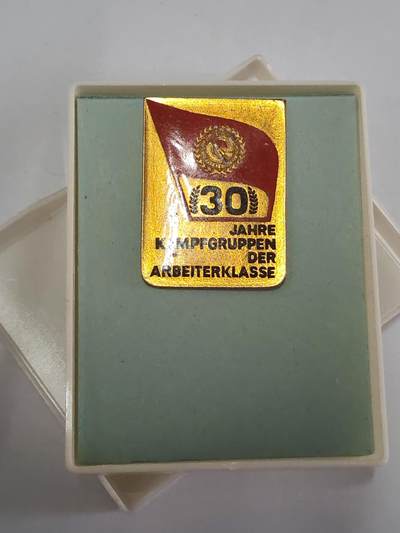 30
JAHRE
KAMPFGRUPPEN
DER
ARBEITERKLASSE